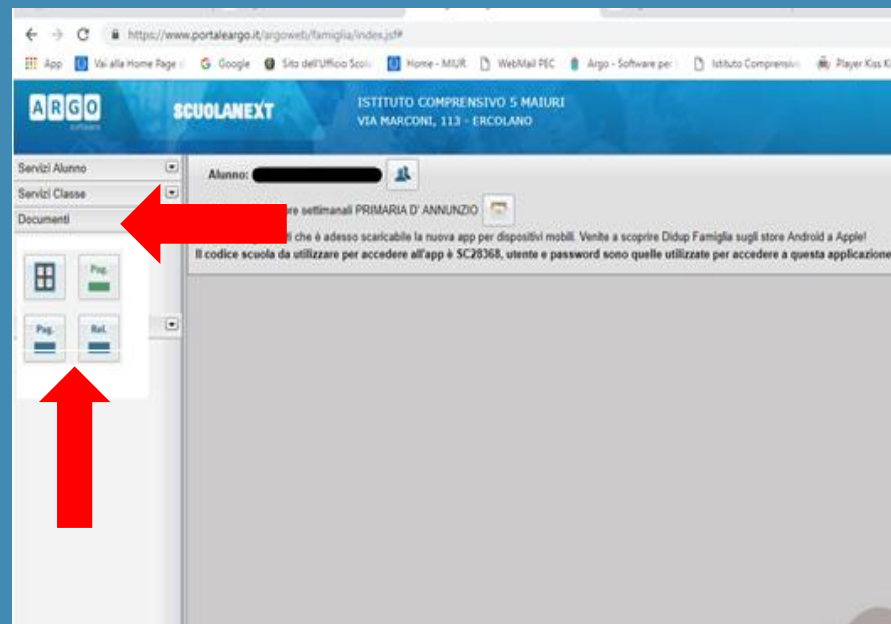 https://www.portaleargo.it/argoweb/famiglia/index.jsf#
App Vai alla Home Page Google Sito dell'Ufficio Scol Home - MIUR WebMail PEC Argo - Software per Istituto Comprensivo Player Kiss K
ARGO
software
SCUOLANEXT
ISTITUTO COMPRENSIVO 5 MAIURI
VIA MARCONI, 113 - ERCOLANO
Servizi Alunno
Servizi Classe
Documenti
Pag.
Pag. Rel.
Alunno:
ore settimanali PRIMARIA D' ANNUNZIO
che è adesso scaricabile la nuova app per dispositivi mobili. Venite a scoprire Didup Famiglia sugli store Android a Apple!
Il codice scuola da utilizzare per accedere all'app è SC28368, utente e password sono quelle utilizzate per accedere a questa applicazione